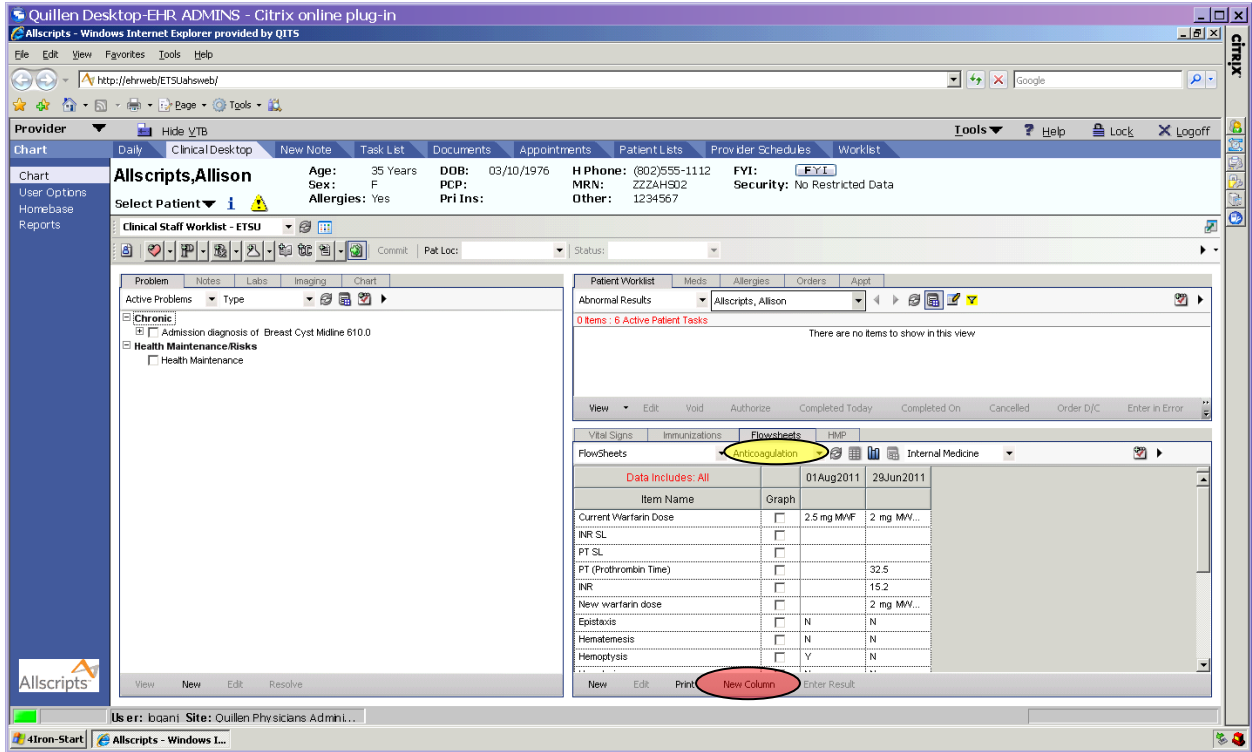 Quillen Desktop-EHR ADMINS - Citrix online plug-in
Allscripts - Windows Internet Explorer provided by QITS
File Edit View Favorites Tools Help
http://ehrweb/ETSUahsweb/ Google
Page Tools
CITRIX
Provider Hide VTB Tools ? Help Lock Logoff
Chart Daily Clinical Desktop New Note Task List Documents Appointments Patient Lists Provider Schedules Worklist
Chart
User Options
Homebase
Reports
Allscripts,Allison
Select Patient i
Age: 35 Years DOB: 03/10/1976 H Phone: (802)555-1112 FYI: FYI
Sex: F PCP: MRN: ZZZAHS02 Security: No Restricted Data
Allergies: Yes Pri Ins: Other: 1234567
Clinical Staff Worklist - ETSU
Commit Pat Loc: Status:
Problem Notes Labs Imaging Chart
Active Problems Type
Chronic
Admission diagnosis of Breast Cyst Midline 610.0
Health Maintenance/Risks
Health Maintenance
View New Edit Resolve
Patient Worklist Meds Allergies Orders Appt
Abnormal Results Allscripts, Allison
0 Items : 6 Active Patient Tasks
There are no items to show in this view
View Edit Void Authorize Completed Today Completed On Cancelled Order D/C Enter in Error
Vital Signs Immunizations Flowsheets HMP
FlowSheets Anticoagulation Internal Medicine
Data Includes: All 01Aug2011 29Jun2011
Item Name Graph
Current Warfarin Dose 2.5 mg MWF 2 mg MW...
INR SL
PT SL
PT (Prothrombin Time) 32.5
INR 15.2
New warfarin dose 2 mg MW...
Epistaxis N N
Hematemesis N N
Hemoptysis Y N
New Edit Print New Column Enter Result
Allscripts
User: loganj Site: Quillen Physicians Admini...
4Iron-Start Allscripts - Windows I...